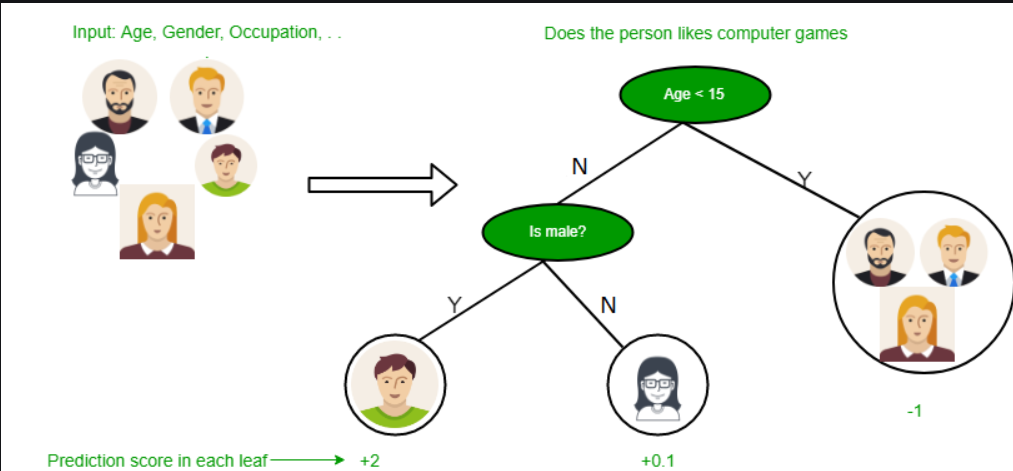 Input: Age, Gender, Occupation, . .
.
Does the person likes computer games
Age < 15
N
Y
Is male?
Y
N
-1
Prediction score in each leaf
+2
+0.1